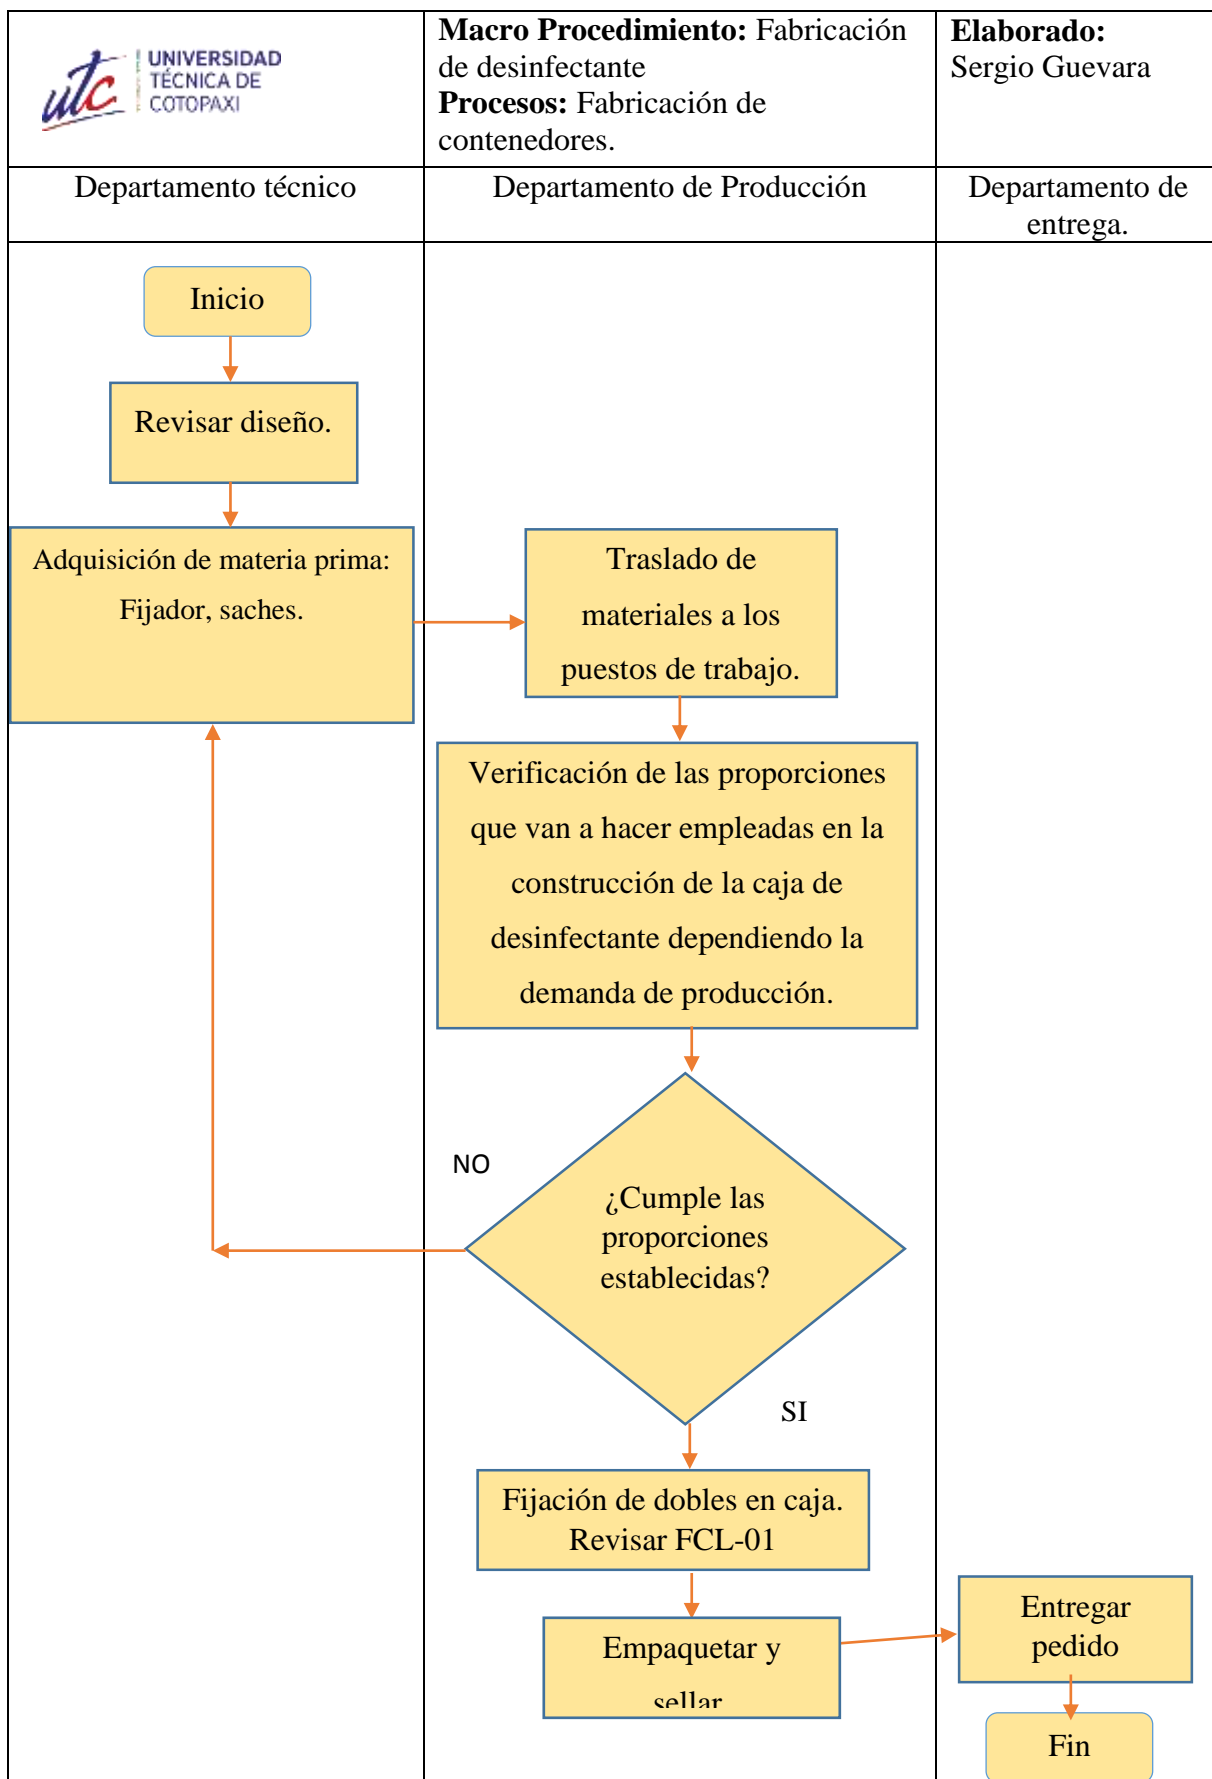 utc
UNIVERSIDAD
TÉCNICA DE
COTOPAXI
Macro Procedimiento: Fabricación
de desinfectante
Procesos: Fabricación de
contenedores.
Elaborado:
Sergio Guevara
Departamento técnico
Departamento de Producción
Departamento de
entrega.
Inicio
Revisar diseño.
Adquisición de materia prima:
Fijador, saches.
Traslado de
materiales a los
puestos de trabajo.
Verificación de las proporciones
que van a hacer empleadas en la
construcción de la caja de
desinfectante dependiendo la
demanda de producción.
NO
¿Cumple las
proporciones
establecidas?
SI
Fijación de dobles en caja.
Revisar FCL-01
Empaquetar y
sellar
Entregar
pedido
Fin